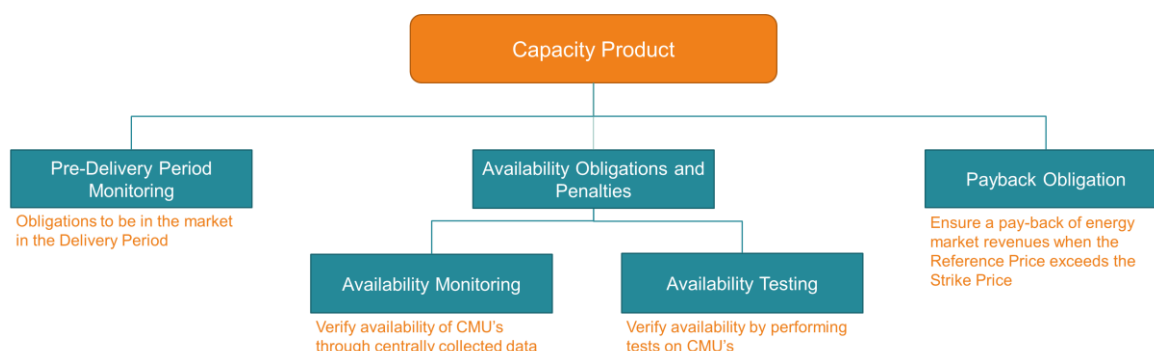 Capacity Product
Pre-Delivery Period
Monitoring
Obligations to be in the market
in the Delivery Period
Availability Obligations and
Penalties
Payback Obligation
Ensure a pay-back of energy
market revenues when the
Reference Price exceeds the
Strike Price
Availability Monitoring
Verify availability of CMU's
through centrally collected data
Availability Testing
Verify availability by performing
tests on CMU's